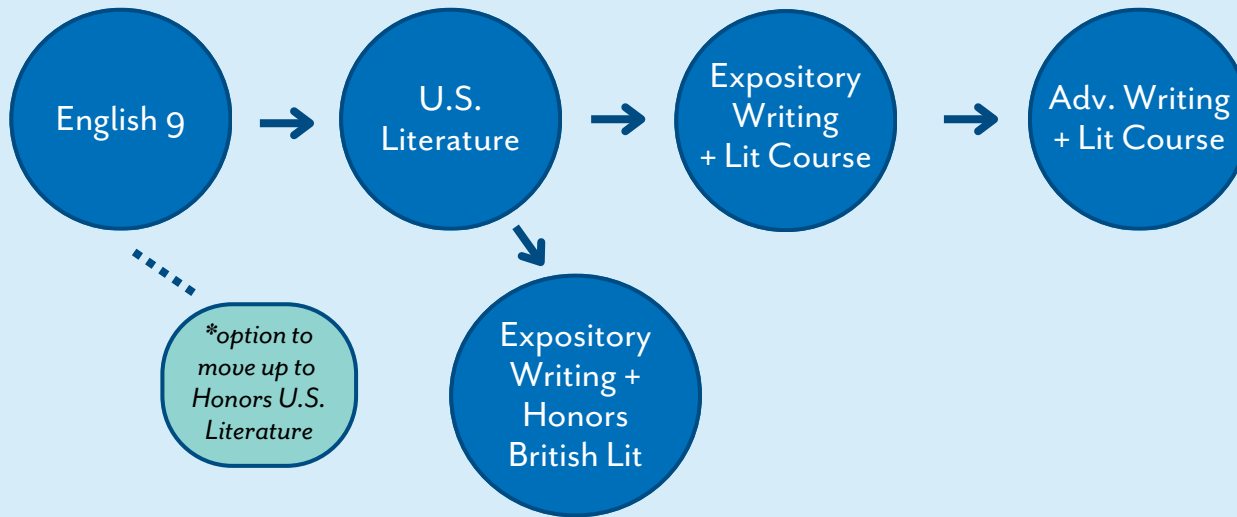 English 9
U.S.
Literature
Expository
Writing
+ Lit Course
Adv. Writing
+ Lit Course
*option to
move up to
Honors U.S.
Literature
Expository
Writing +
Honors
British Lit